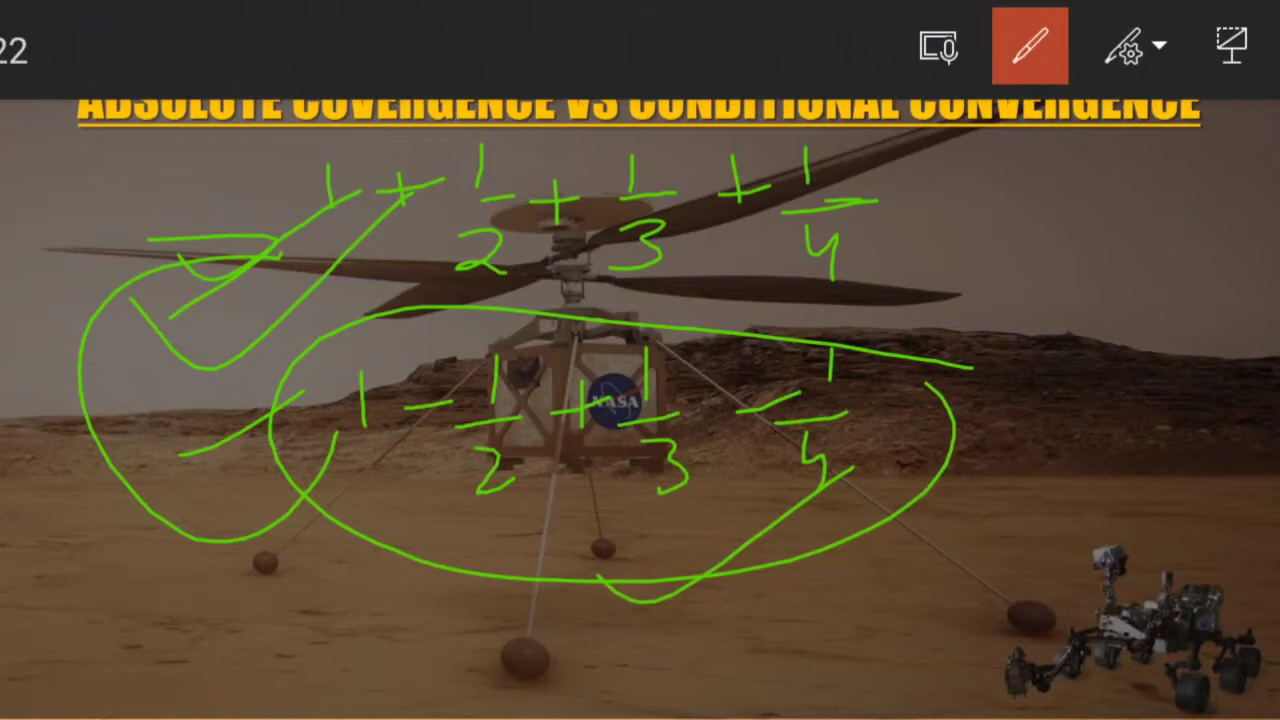 22
ABSOLUTE COVERGENCE VS CONDITIONAL CONVERGENCE
1 + 1/2 + 1/3 + 1/4
1 - 1/2 + 1/3 - 1/4
NASA